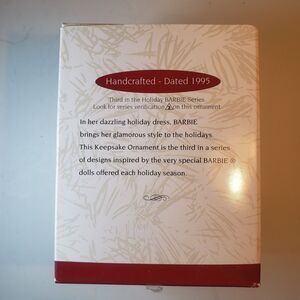 Handcrafted - Dated 1995
Third in the Holiday BARBIE Series
Look for series verification on this ornament
In her dazzling holiday dress, BARBIE
brings her glamorous style to the holidays.
This Keepsake Ornament is the third in a series
of designs inspired by the very special BARBIE ®
dolls offered each holiday season.